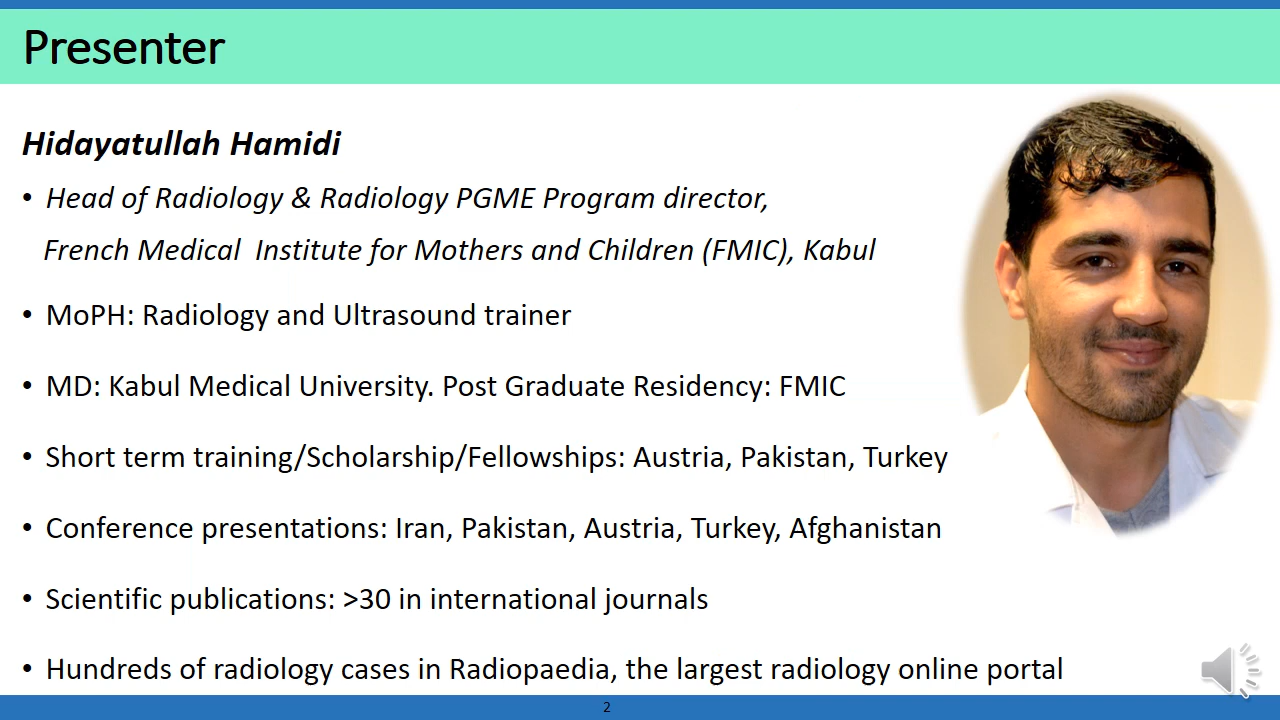 Presenter
Hidayatullah Hamidi
• Head of Radiology & Radiology PGME Program director,
French Medical  Institute for Mothers and Children (FMIC), Kabul
• MoPH: Radiology and Ultrasound trainer
• MD: Kabul Medical University. Post Graduate Residency: FMIC
• Short term training/Scholarship/Fellowships: Austria, Pakistan, Turkey
• Conference presentations: Iran, Pakistan, Austria, Turkey, Afghanistan
• Scientific publications: >30 in international journals
• Hundreds of radiology cases in Radiopaedia, the largest radiology online portal
2